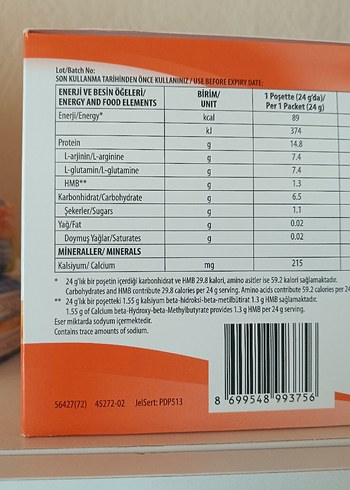 Lot/Batch No:
SON KULLANMA TARİHİNDEN ÖNCE KULLANINIZ / USE BEFORE EXPIRY DATE:
ENERJİ VE BESİN ÖGELERİ/ ENERGY AND FOOD ELEMENTS BİRİM/ UNIT 1 Poşette (24 g'da)/ Per 1 Packet (24 g)
Enerji/Energy* kcal 89
kJ 374
Protein g 14.8
L-arjinin/L-arginine g 7.4
L-glutamin/L-glutamine g 7.4
HMB** g 1.3
Karbonhidrat/Carbohydrate g 6.5
Şekerler/Sugars g 1.1
Yağ/Fat g 0.02
Doymuş Yağlar/Saturates g 0.02
MİNERALLER/ MINERALS
Kalsiyum/ Calcium mg 215
* 24 g'lık bir poşetin içerdiği karbonhidrat ve HMB 29.8 kalori, amino asitler ise 59.2 kalori sağlamaktadır.
Carbohydrates and HMB contribute 29.8 calories per 24 g serving. Amino acids contribute 59.2 calories per 24
** 24 g'lık bir poşetteki 1.55 g kalsiyum beta-hidroksi-beta-metilbütirat 1.3 g HMB sağlamaktadır.
1.55 g of Calcium beta-Hydroxy-beta-Methylbutyrate provides 1.3 g HMB per 24 g serving.
Eser miktarda sodyum içermektedir.
Contains trace amounts of sodium.
56427(72) 45272-02 JelSert: PDP513
8 699548 993756